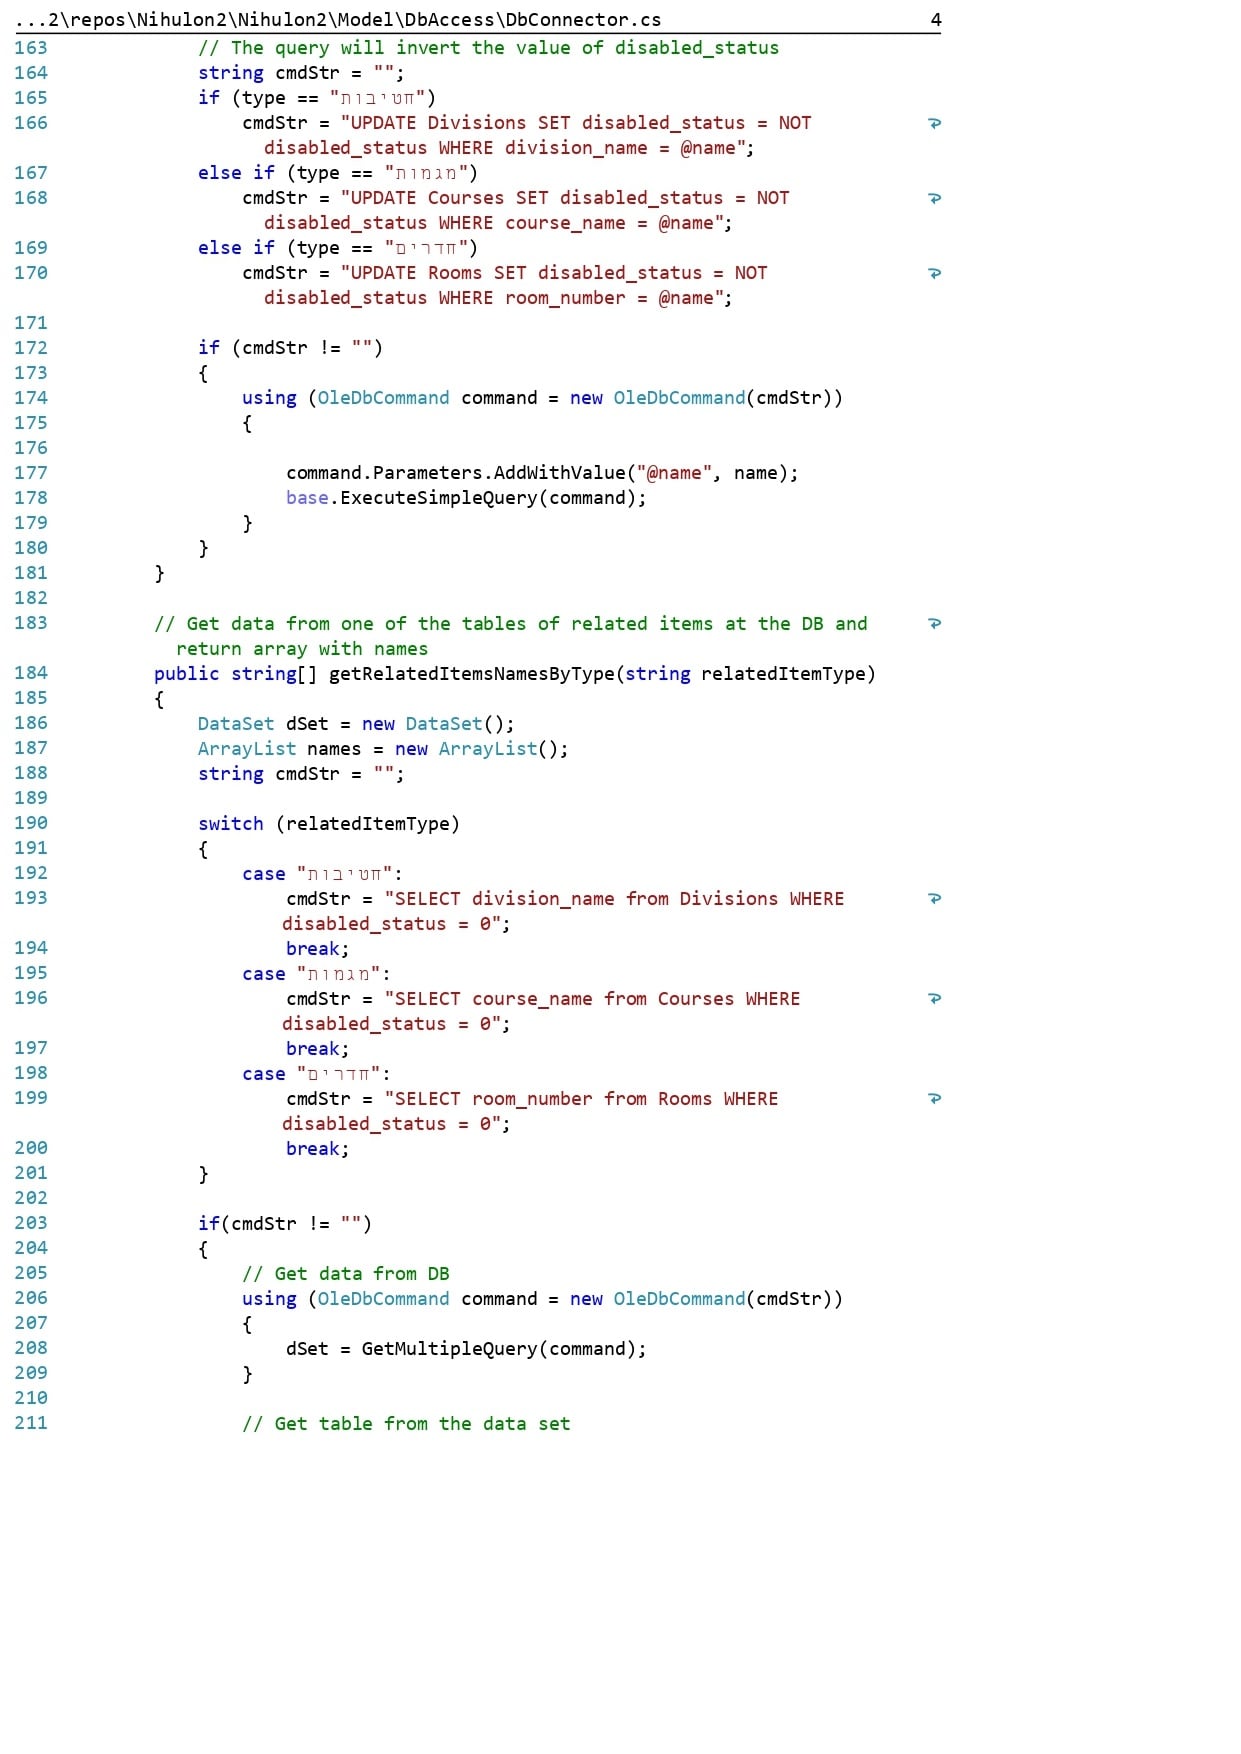 ...2\repos\Nihulon2\Nihulon2\Model\DbAccess\DbConnector.cs 4
163 // The query will invert the value of disabled_status
164 string cmdStr = "";
165 if (type == "חטיבות")
166 cmdStr = "UPDATE Divisions SET disabled_status = NOT
disabled_status WHERE division_name = @name";
167 else if (type == "מגמות")
168 cmdStr = "UPDATE Courses SET disabled_status = NOT
disabled_status WHERE course_name = @name";
169 else if (type == "חדרים")
170 cmdStr = "UPDATE Rooms SET disabled_status = NOT
disabled_status WHERE room_number = @name";
171
172 if (cmdStr != "")
173 {
174 using (OleDbCommand command = new OleDbCommand(cmdStr))
175 {
176
177 command.Parameters.AddWithValue("@name", name);
178 base.ExecuteSimpleQuery(command);
179 }
180 }
181 }
182
183 // Get data from one of the tables of related items at the DB and
return array with names
184 public string[] getRelatedItemsNamesByType(string relatedItemType)
185 {
186 DataSet dSet = new DataSet();
187 ArrayList names = new ArrayList();
188 string cmdStr = "";
189
190 switch (relatedItemType)
191 {
192 case "חטיבות":
193 cmdStr = "SELECT division_name from Divisions WHERE
disabled_status = 0";
194 break;
195 case "מגמות":
196 cmdStr = "SELECT course_name from Courses WHERE
disabled_status = 0";
197 break;
198 case "חדרים":
199 cmdStr = "SELECT room_number from Rooms WHERE
disabled_status = 0";
200 break;
201 }
202
203 if(cmdStr != "")
204 {
205 // Get data from DB
206 using (OleDbCommand command = new OleDbCommand(cmdStr))
207 {
208 dSet = GetMultipleQuery(command);
209 }
210
211 // Get table from the data set